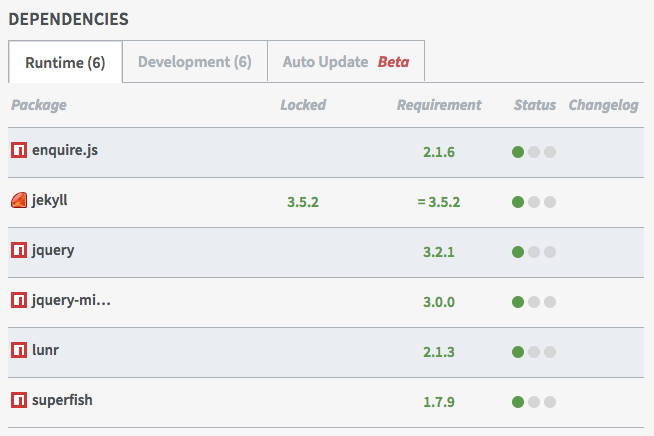 DEPENDENCIES
Runtime (6) Development (6) Auto Update Beta
Package Locked Requirement Status Changelog
enquire.js 2.1.6
jekyll 3.5.2 = 3.5.2
jquery 3.2.1
jquery-mi... 3.0.0
lunr 2.1.3
superfish 1.7.9